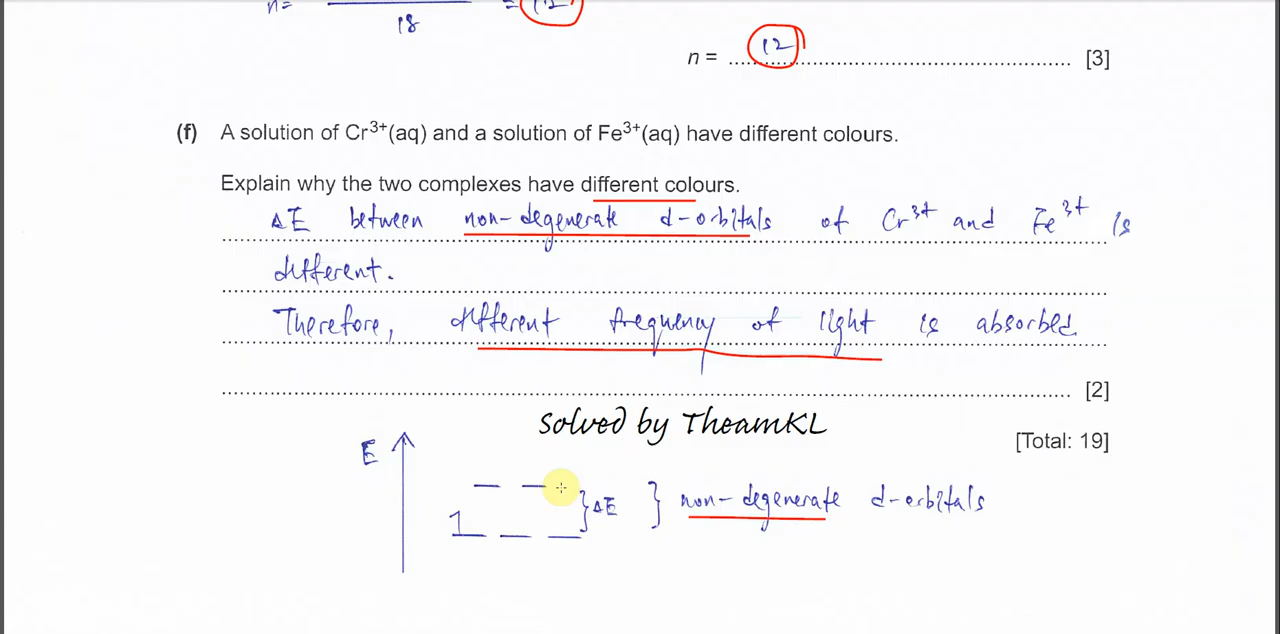 n=
18
n = 12 [3]
(f) A solution of Cr3+(aq) and a solution of Fe3+(aq) have different colours.
Explain why the two complexes have different colours.
ΔE between non-degenerate d-orbitals of Cr3+ and Fe3+ is
different.
Therefore, different frequency of light is absorbed
[2]
Solved by TheamKL
[Total: 19]
E
ΔE } non-degenerate d-orbitals